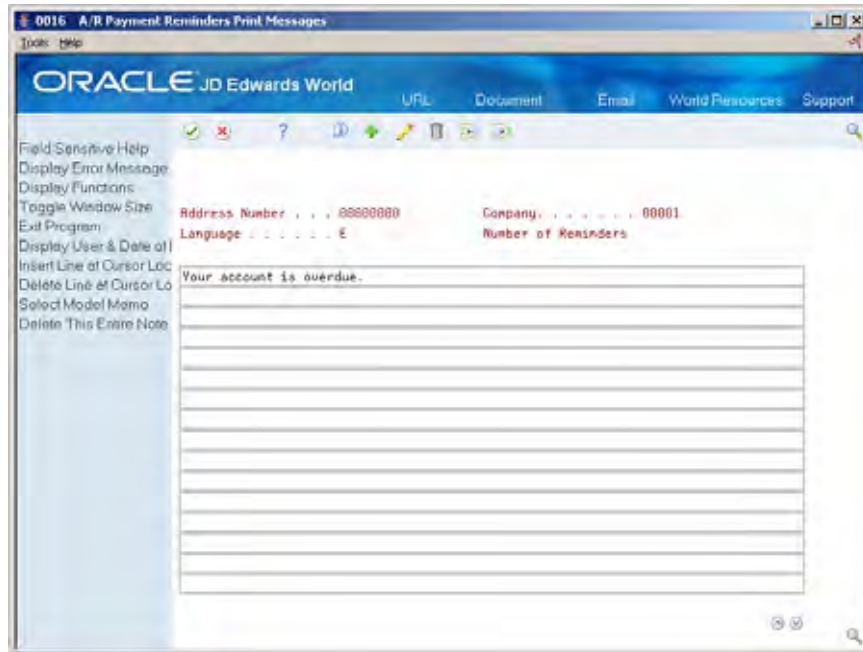 0016 A/R Payment Reminders Print Messages
Tools Help
ORACLE JD Edwards World
URL Document Email World Resources Support
Field Sensitive Help
Display Error Message
Display Functions
Toggle Window Size
Exit Program
Display User & Date of l
Insert Line at Cursor Loc
Delete Line at Cursor Lo
Select Model Memo
Delete This Entire Note
Address Number . . . 00000000 Company. . . . . . . 00001
Language . . . . . . E Number of Reminders
Your account is overdue.